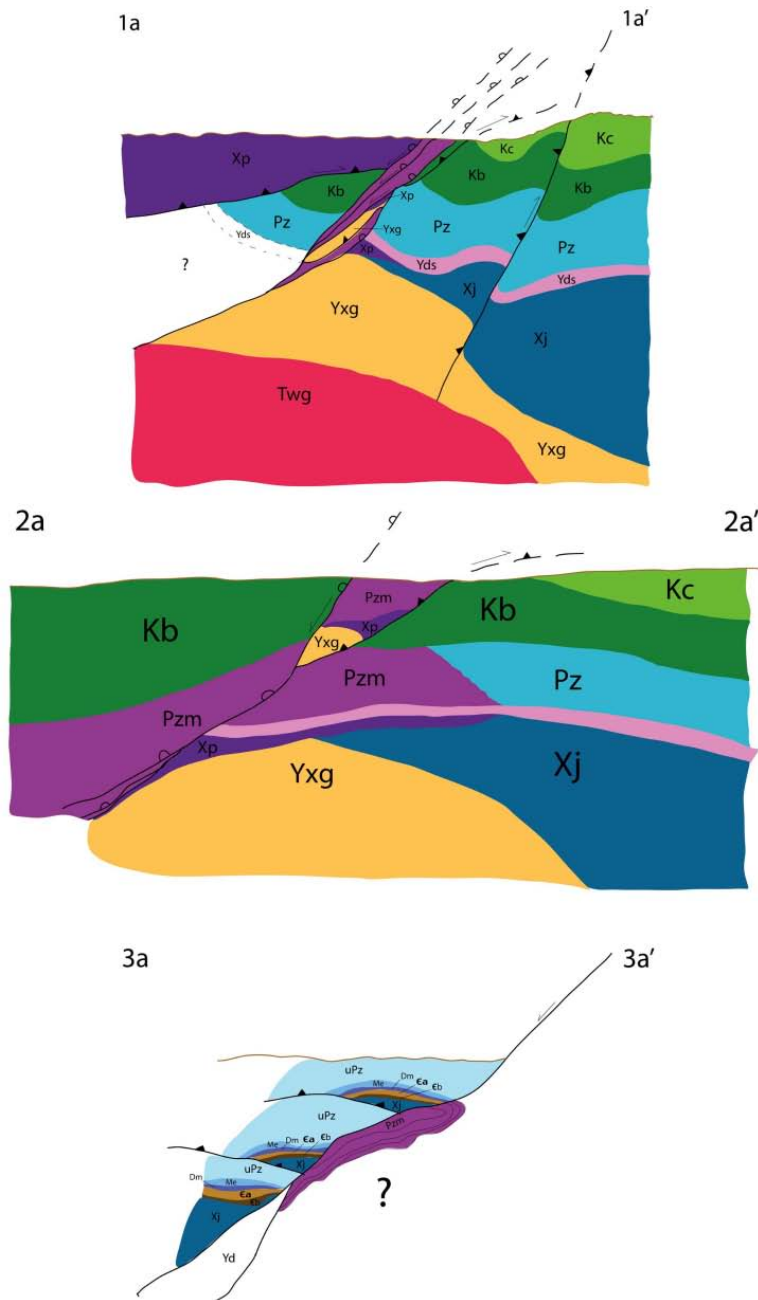 1a 1a'
Kc
Kc
Xp
Kb
Kb
Xp
Kb
Pz
Yxg
Pz
Yds
Pz
?
Xp
Yds
Yds
Xj
Yxg
Xj
Twg
Yxg
2a 2a'
Kc
Pzm
Kb
Kb
Xp
Yxg
Pzm
Pz
Pzm
Xp
Yxg
Xj
3a 3a'
uPz
Me Dm Єa Єb
Xj
uPz
Pzm
Me Dm Єa Єb
uPz
Xj
Dm
Me
Єa
Єb
?
Xj
Yd